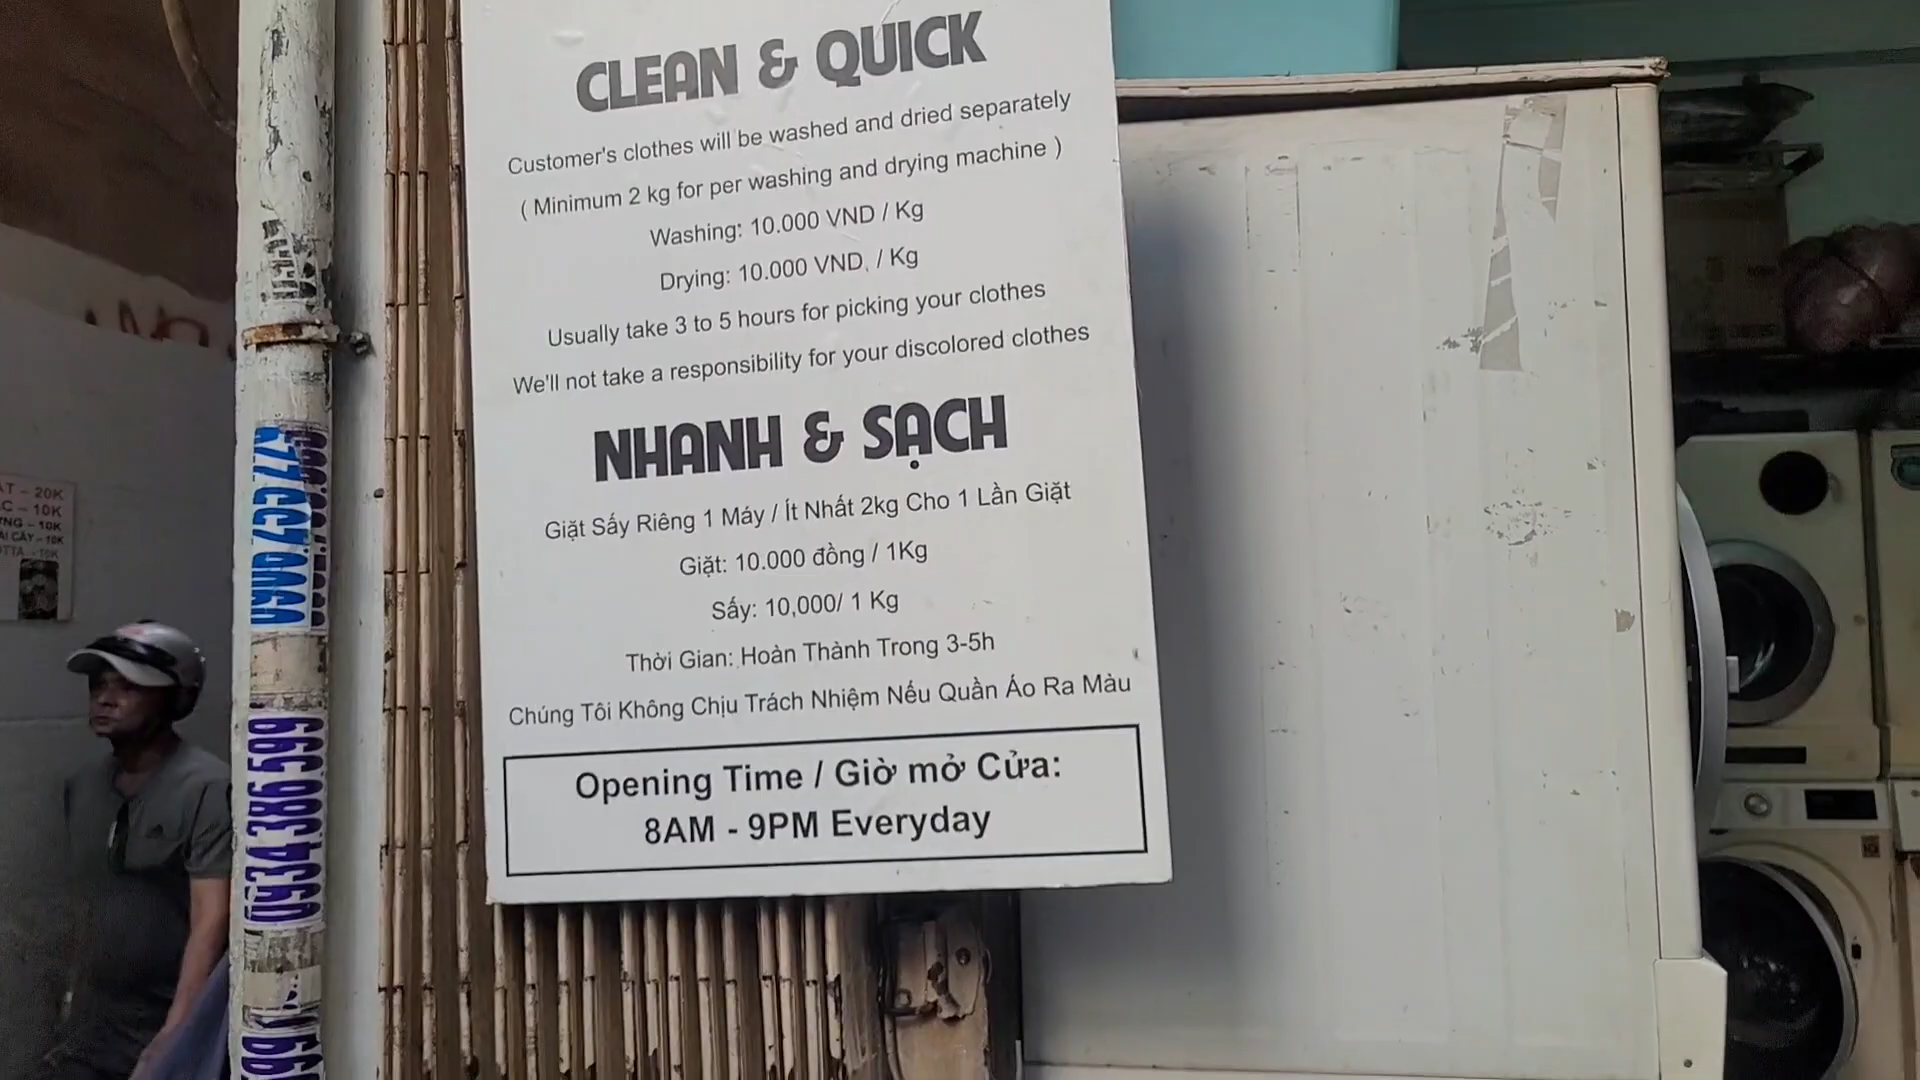 CLEAN & QUICK
Customer's clothes will be washed and dried separately
( Minimum 2 kg for per washing and drying machine )
Washing: 10.000 VND / Kg
Drying: 10.000 VND. / Kg
Usually take 3 to 5 hours for picking your clothes
We'll not take a responsibility for your discolored clothes
NHANH & SẠCH
Giặt Sấy Riêng 1 Máy / Ít Nhất 2kg Cho 1 Lần Giặt
Giặt: 10.000 đồng / 1Kg
Sấy: 10,000/ 1 Kg
Thời Gian: Hoàn Thành Trong 3-5h
Chúng Tôi Không Chịu Trách Nhiệm Nếu Quần Áo Ra Màu
Opening Time / Giờ mở Cửa:
8AM - 9PM Everyday
- 20K
- 10K
- 10K